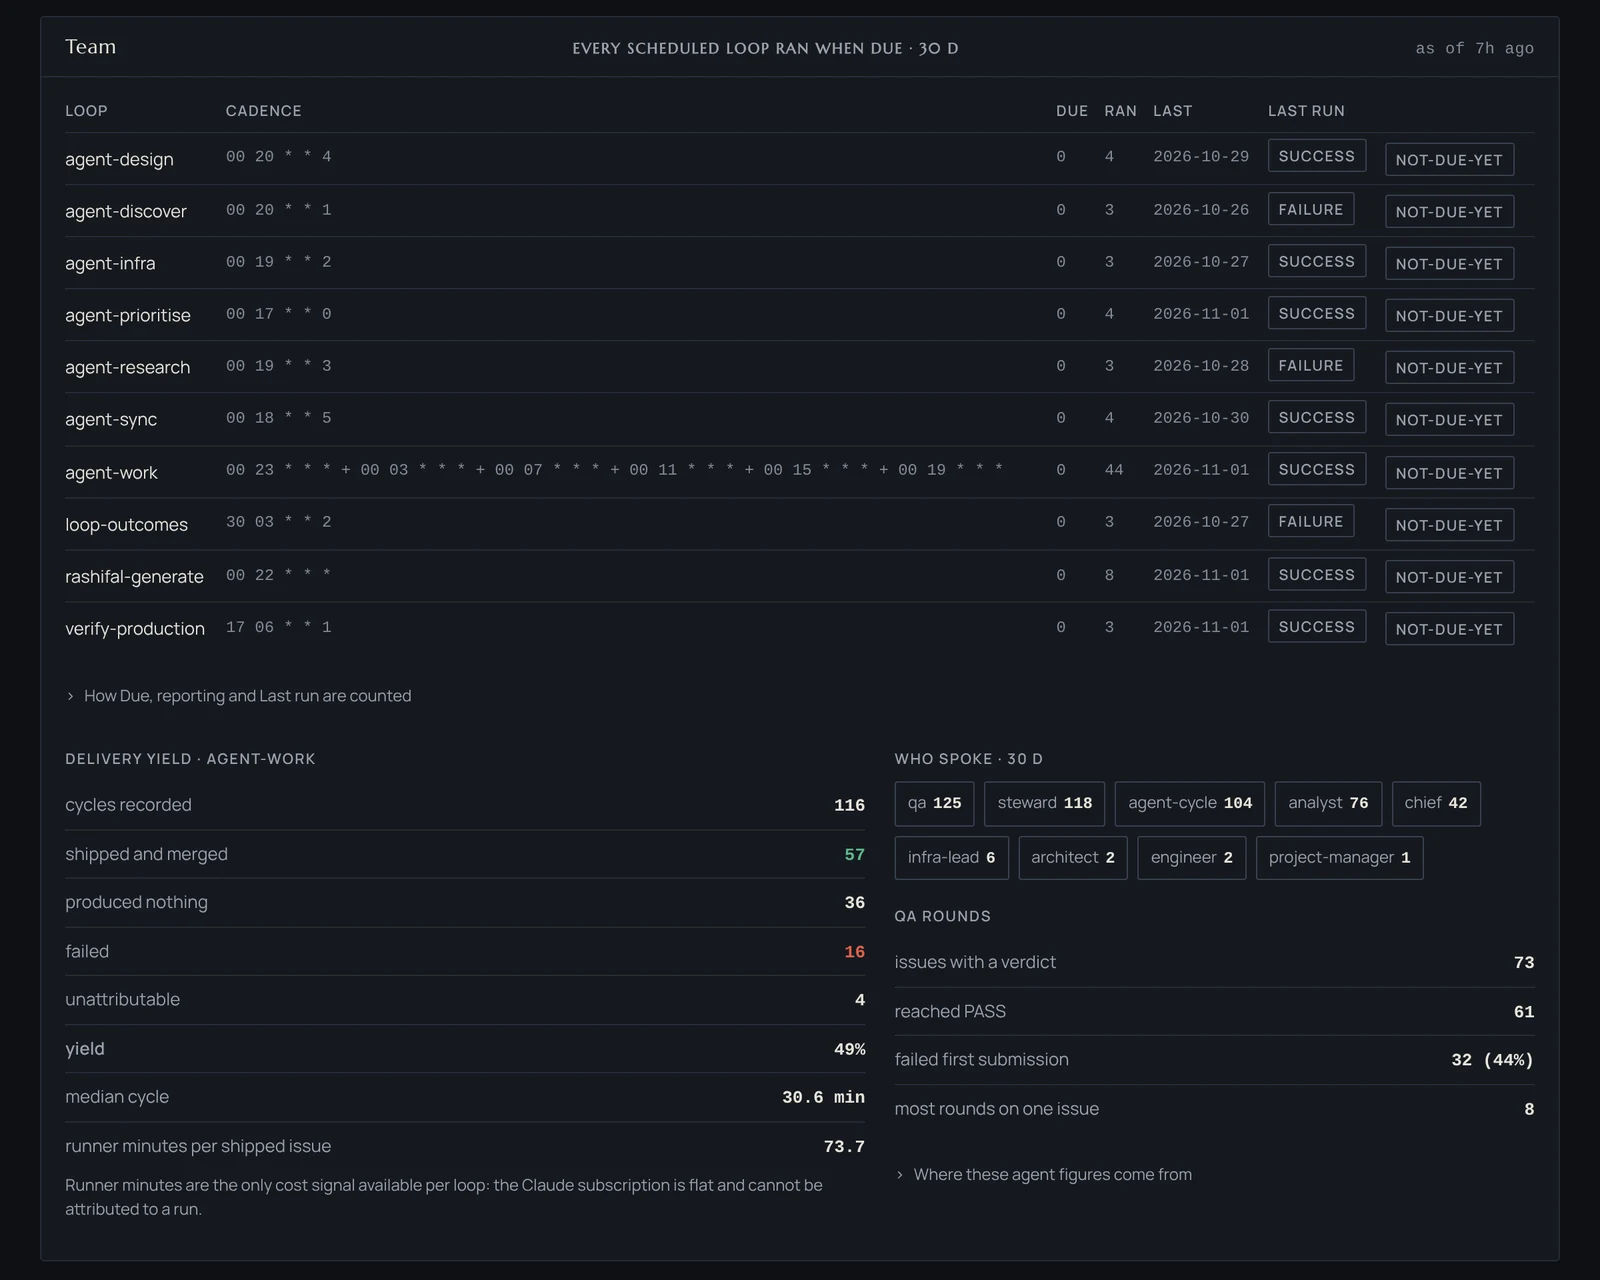 Team
EVERY SCHEDULED LOOP RAN WHEN DUE · 30 D
as of 7h ago
LOOP CADENCE DUE RAN LAST LAST RUN
agent-design 00 20 * * 4 0 4 2026-10-29 SUCCESS NOT-DUE-YET
agent-discover 00 20 * * 1 0 3 2026-10-26 FAILURE NOT-DUE-YET
agent-infra 00 19 * * 2 0 3 2026-10-27 SUCCESS NOT-DUE-YET
agent-prioritise 00 17 * * 0 0 4 2026-11-01 SUCCESS NOT-DUE-YET
agent-research 00 19 * * 3 0 3 2026-10-28 FAILURE NOT-DUE-YET
agent-sync 00 18 * * 5 0 4 2026-10-30 SUCCESS NOT-DUE-YET
agent-work 00 23 * * * + 00 03 * * * + 00 07 * * * + 00 11 * * * + 00 15 * * * + 00 19 * * * 0 44 2026-11-01 SUCCESS NOT-DUE-YET
loop-outcomes 30 03 * * 2 0 3 2026-10-27 FAILURE NOT-DUE-YET
rashifal-generate 00 22 * * * 0 8 2026-11-01 SUCCESS NOT-DUE-YET
verify-production 17 06 * * 1 0 3 2026-11-01 SUCCESS NOT-DUE-YET
› How Due, reporting and Last run are counted
DELIVERY YIELD · AGENT-WORK
cycles recorded 116
shipped and merged 57
produced nothing 36
failed 16
unattributable 4
yield 49%
median cycle 30.6 min
runner minutes per shipped issue 73.7
Runner minutes are the only cost signal available per loop: the Claude subscription is flat and cannot be
attributed to a run.
WHO SPOKE · 30 D
qa 125 steward 118 agent-cycle 104 analyst 76 chief 42
infra-lead 6 architect 2 engineer 2 project-manager 1
QA ROUNDS
issues with a verdict 73
reached PASS 61
failed first submission 32 (44%)
most rounds on one issue 8
› Where these agent figures come from